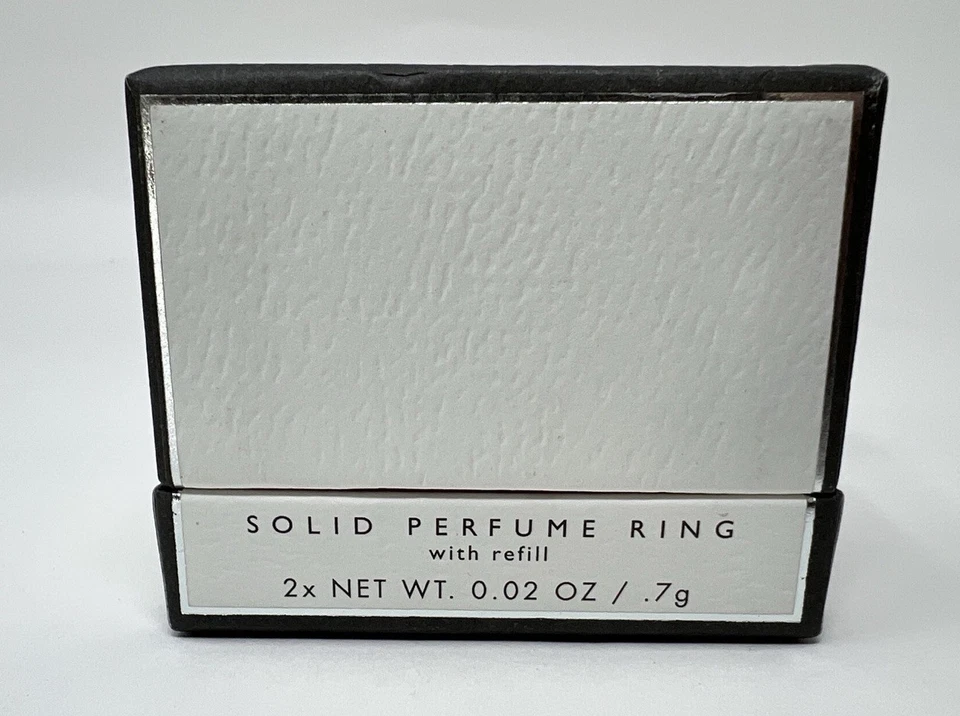 SOLID PERFUME RING
with refill
2x NET WT. 0.02 OZ / .7g